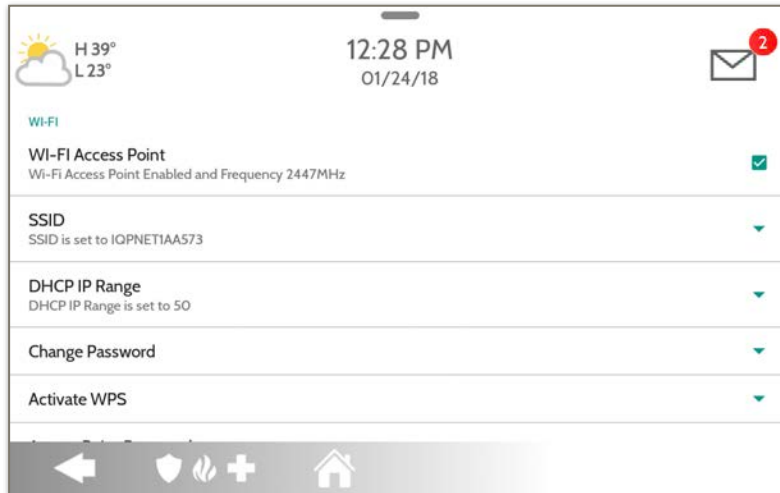 H 39°
L 23°
12:28 PM
01/24/18
2
WI-FI
WI-FI Access Point
Wi-Fi Access Point Enabled and Frequency 2447MHz
SSID
SSID is set to IQPNET1AA573
DHCP IP Range
DHCP IP Range is set to 50
Change Password
Activate WPS